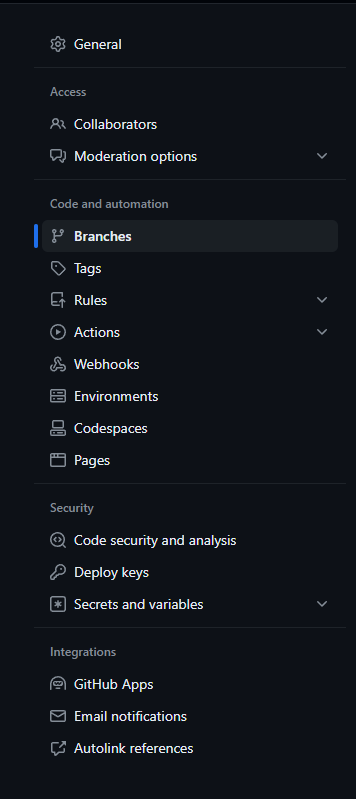 General
Access
Collaborators
Moderation options
Code and automation
Branches
Tags
Rules
Actions
Webhooks
Environments
Codespaces
Pages
Security
Code security and analysis
Deploy keys
Secrets and variables
Integrations
GitHub Apps
Email notifications
Autolink references